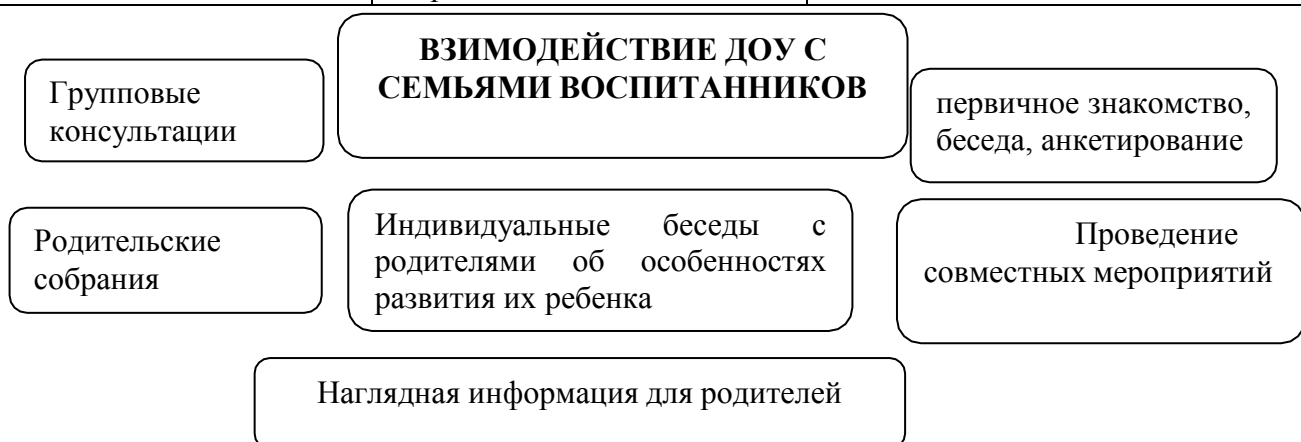 ВЗИМОДЕЙСТВИЕ ДОУ С
СЕМЬЯМИ ВОСПИТАННИКОВ
Групповые
консультации
первичное знакомство,
беседа, анкетирование
Родительские
собрания
Индивидуальные беседы с
родителями об особенностях
развития их ребенка
Проведение
совместных мероприятий
Наглядная информация для родителей